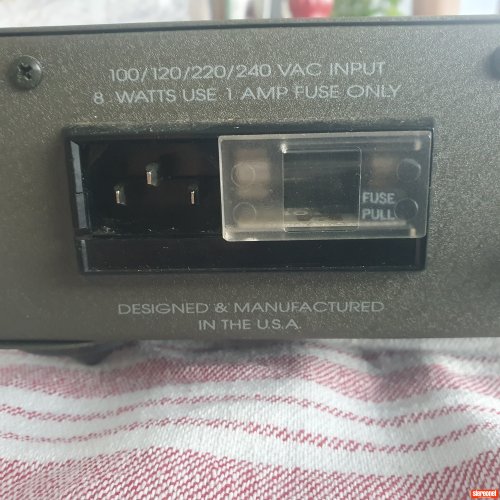 100/120/220/240 VAC INPUT
8 WATTS USE 1 AMP FUSE ONLY
FUSE
PULL
DESIGNED & MANUFACTURED
IN THE U.S.A.
stereonet